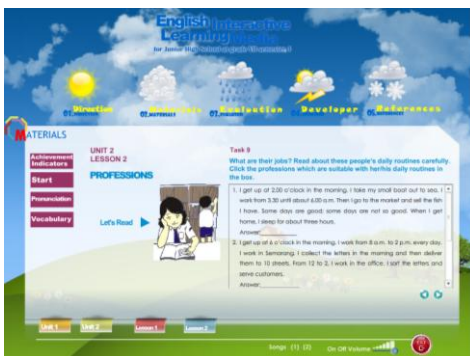 English Interactive
Learning Media
for Junior High School at grade VII semester 2
Direction
Materials
Evaluation
Developer
References
MATERIALS
Achievement Indicators
Start
Pronunciation
Vocabulary
UNIT 2
LESSON 2
PROFESSIONS
Let's Read
Task 9
What are their jobs? Read about these people's daily routines carefully.
Click the professions which are suitable with her/his daily routines in
the box.
1. I get up at 2.00 o'clock in the morning. I take my small boat out to sea. I
work from 3.30 until about 6.00 a.m. Then I go to the market and sell the fish
I have. Some days are good; some days are not so good. When I get
home, I sleep for about three hours.
Answer:
2. I get up at 6 o'clock in the morning. I work from 8 a.m. to 2 p.m. every day.
I work in Semarang. I collect the letters in the morning and then deliver
them to 10 streets. From 12 to 2, I work in the office. I sort the letters and
serve customers.
Answer:
Unit 1
Unit 2
Lesson 1
Lesson 2
Songs (1) (2) On Off Volume